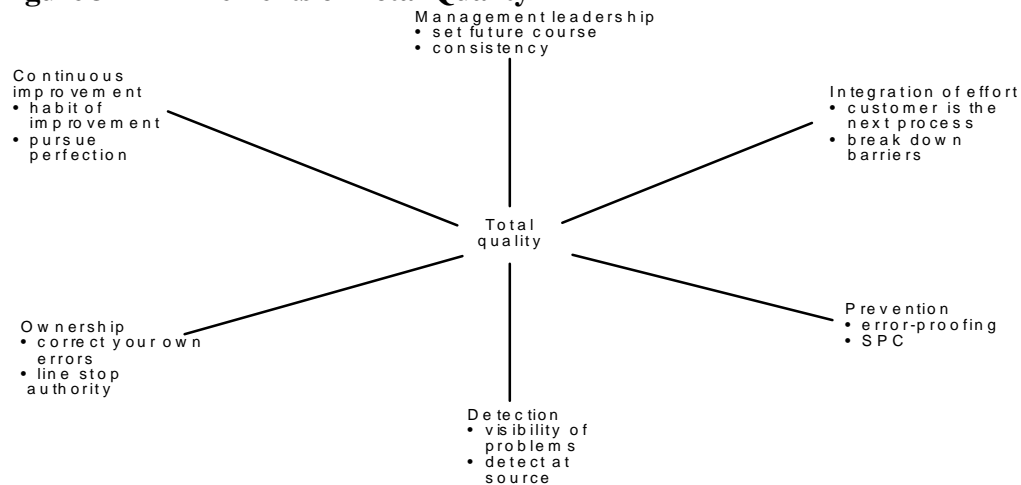 Management leadership
• set future course
• consistency
Continuous
improvement
• habit of
improvement
• pursue
perfection
Integration of effort
• customer is the
next process
• break down
barriers
Total
quality
Ownership
• correct your own
errors
• line stop
authority
Prevention
• error-proofing
• SPC
Detection
• visibility of
problems
• detect at
source